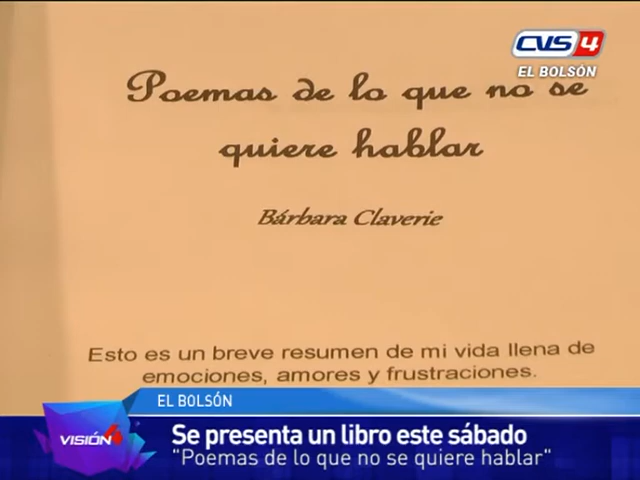 CVS 4
EL BOLSÓN
Poemas de lo que no se
quiere hablar
Bárbara Claverie
Esto es un breve resumen de mi vida llena de
emociones, amores y frustraciones.
EL BOLSÓN
VISIÓN4
Se presenta un libro este sábado
"Poemas de lo que no se quiere hablar"